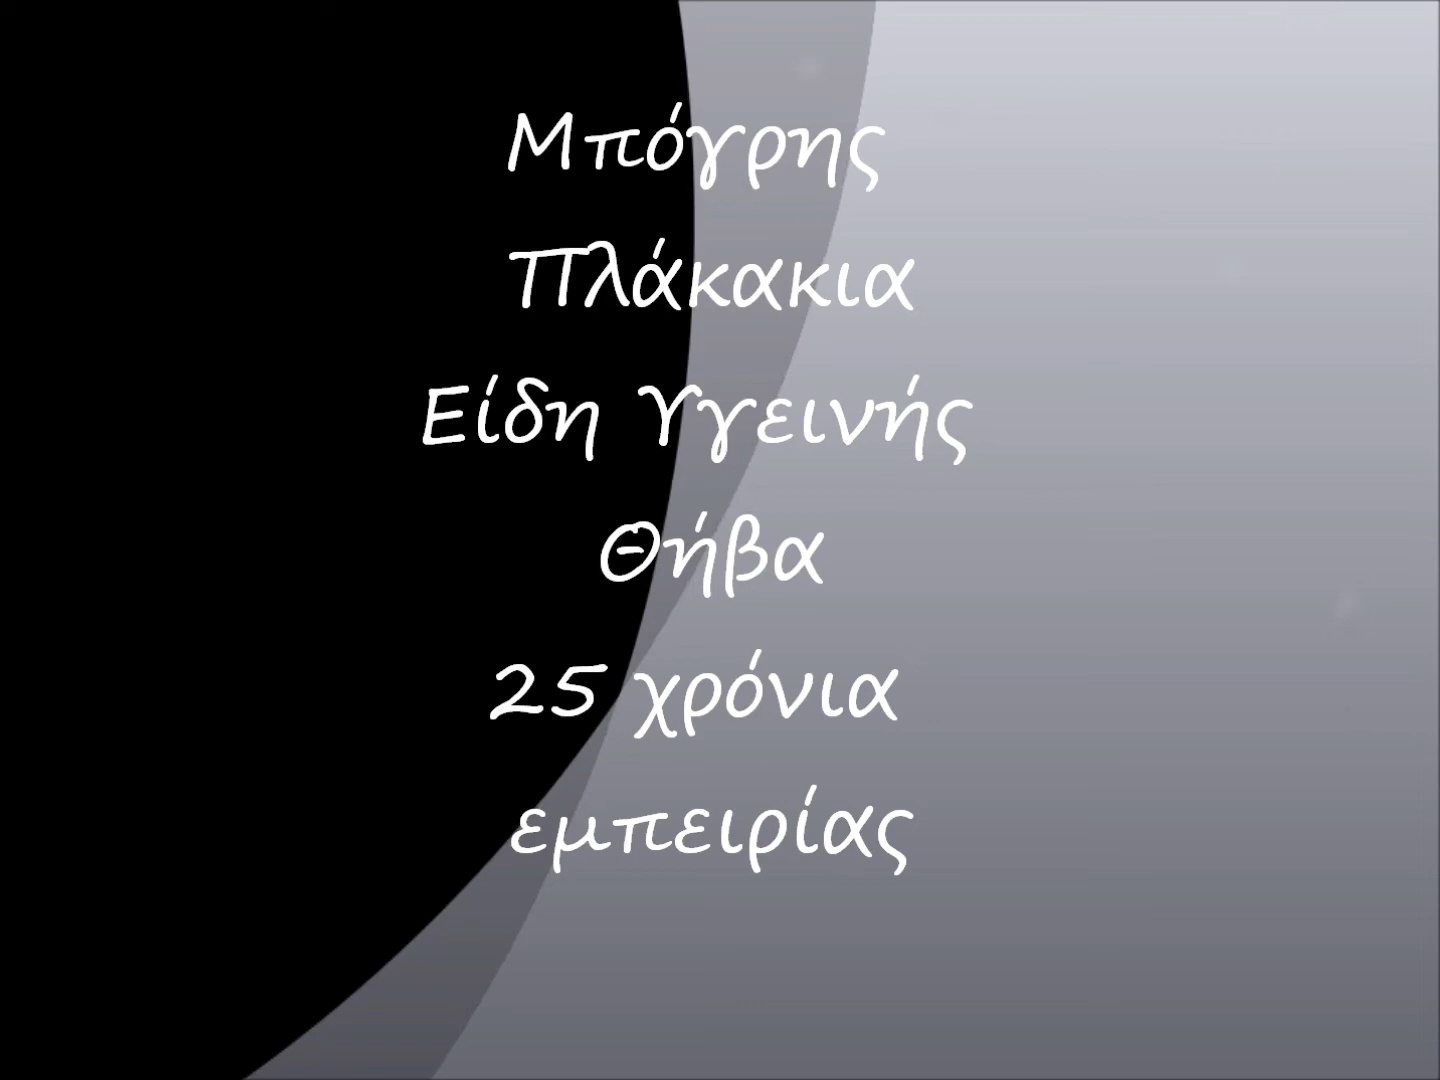 Μπόγρης
Πλάκακια
Είδη Υγεινής
Θήβα
25 χρόνια
εμπειρίας